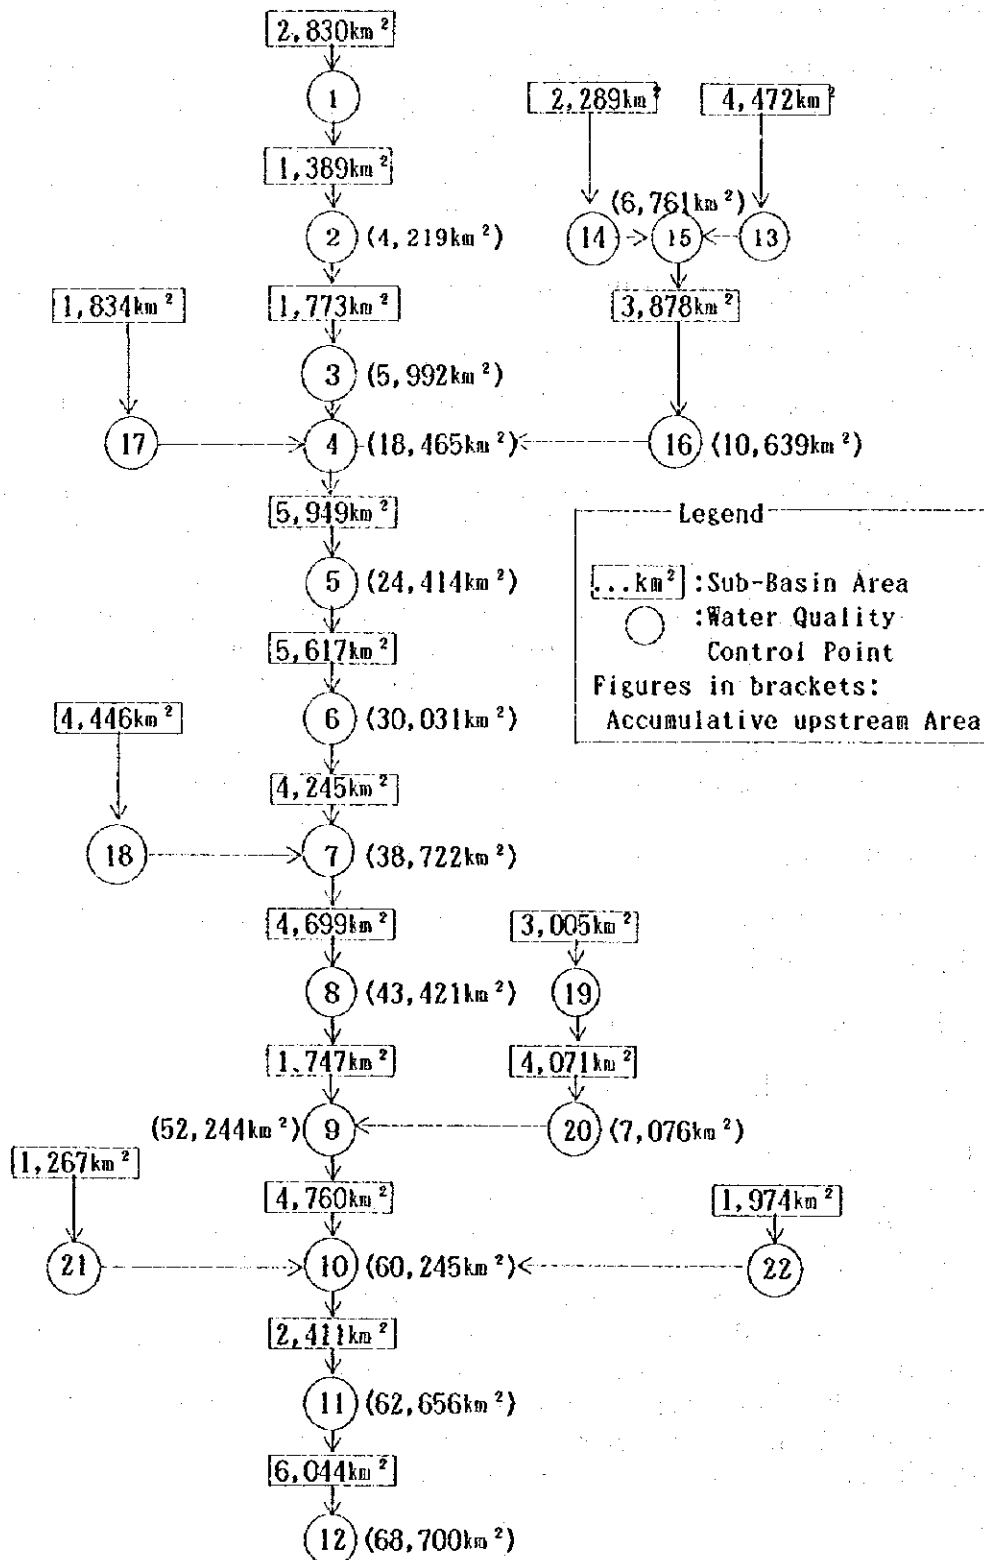 2,830km²
1
2,289km² 4,472km²
1,389km²
(6,761km²)
2 (4,219km²) 14 15 13
1,834km² 1,773km² 3,878km²
3 (5,992km²)
17 4 (18,465km²) 16 (10,639km²)
5,949km²
Legend
5 (24,414km²)
...km² :Sub-Basin Area
:Water Quality
Control Point
5,617km²
Figures in brackets:
Accumulative upstream Area
4,446km² 6 (30,031km²)
4,245km²
18 7 (38,722km²)
4,699km² 3,005km²
8 (43,421km²) 19
1,747km² 4,071km²
(52,244km²) 9 20 (7,076km²)
1,267km²
4,760km² 1,974km²
21 10 (60,245km²) 22
2,411km²
11 (62,656km²)
6,044km²
12 (68,700km²)